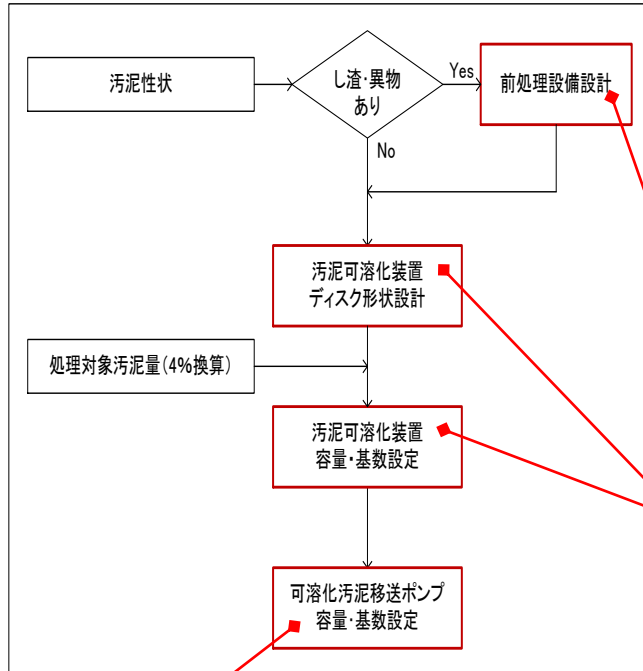 汚泥性状
し渣・異物
あり
Yes
前処理設備設計
No
汚泥可溶化装置
ディスク形状設計
処理対象汚泥量(4%換算)
汚泥可溶化装置
容量・基数設定
可溶化汚泥移送ポンプ
容量・基数設定